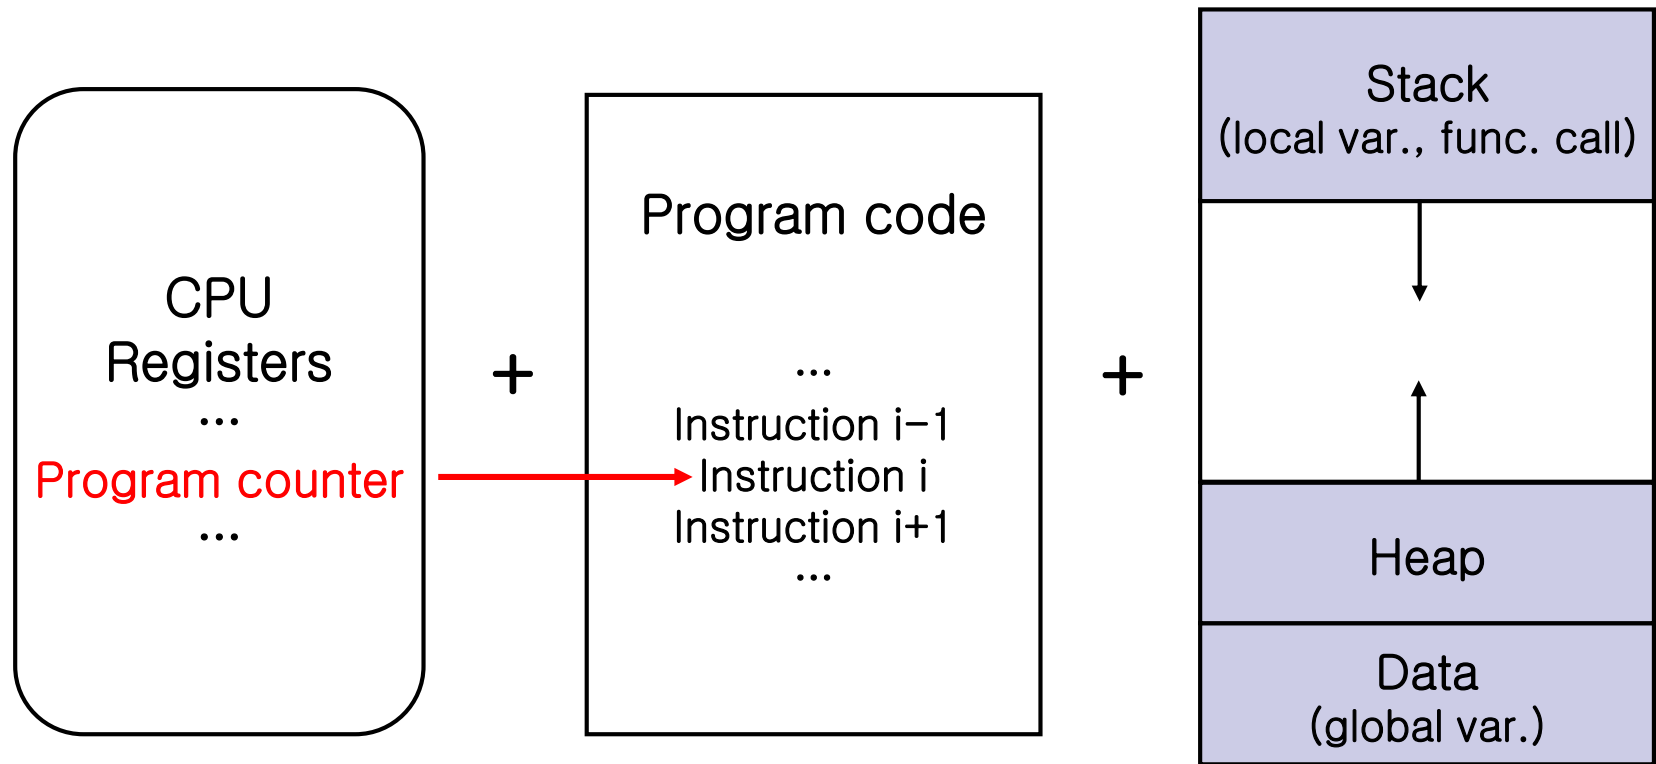 CPU
Registers
...
Program counter
...
+
Program code
...
Instruction i-1
Instruction i
Instruction i+1
...
+
Stack
(local var., func. call)
Heap
Data
(global var.)